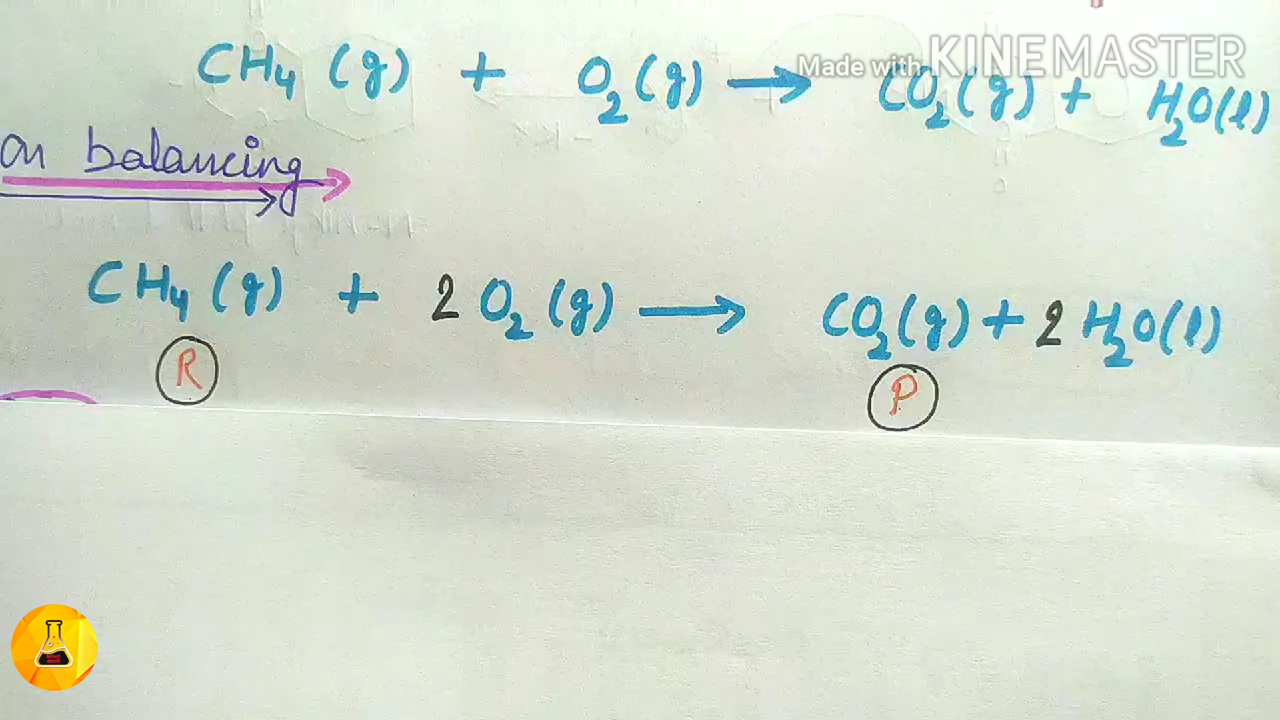 Made with KINEMASTER
CH₄ (g) + O₂ (g) → CO₂ (g) + H₂O (l)
on balancing
CH₄ (g) + 2 O₂ (g) → CO₂ (g) + 2 H₂O (l)
R P